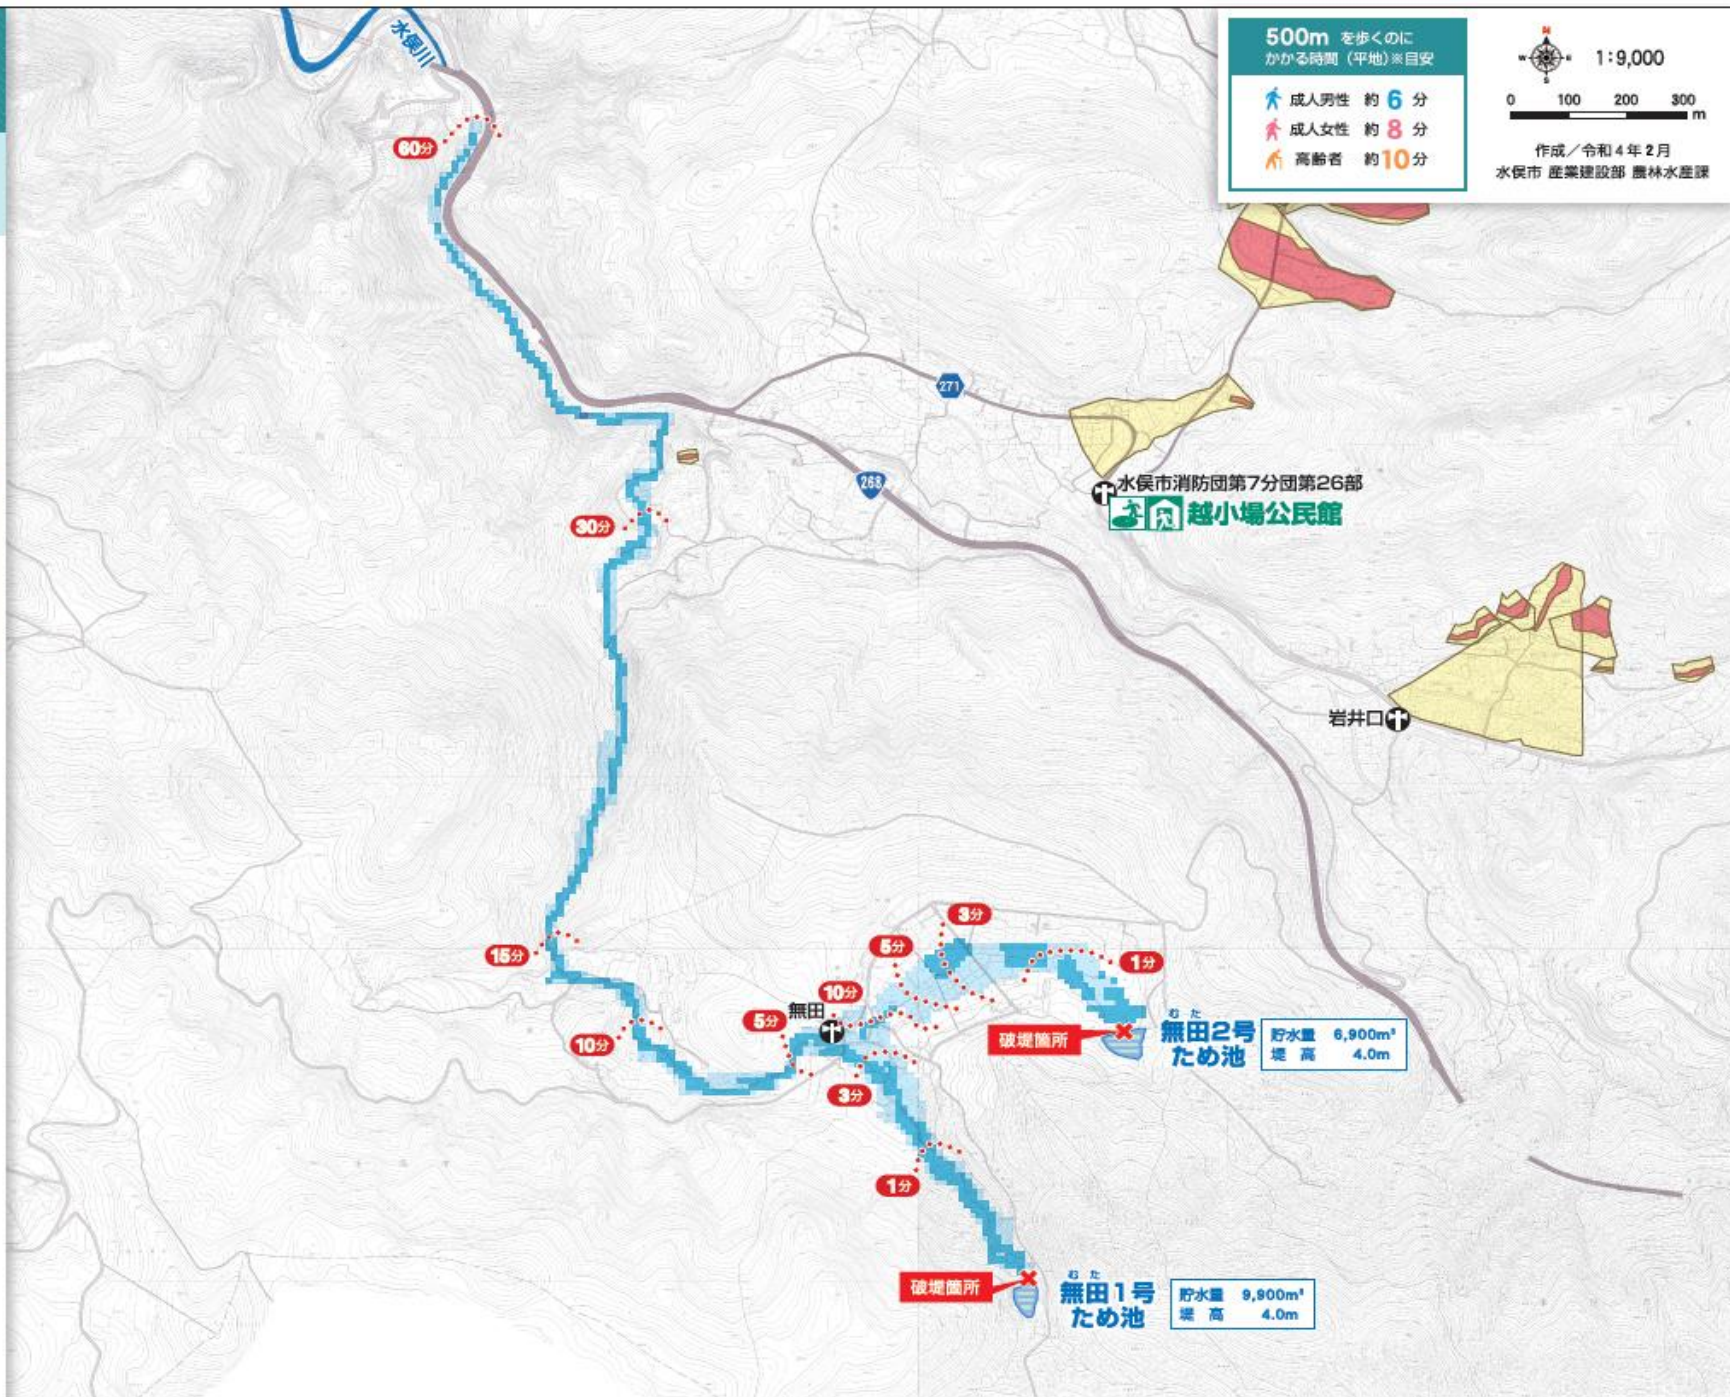 水俣川
500m を歩くのに
かかる時間（平地）※目安
成人男性 約 6 分
成人女性 約 8 分
高齢者 約 10 分
N
W E
S
1:9,000
0 100 200 300
m
作成／令和4年2月
水俣市 産業建設部 農林水産課
60分
271
268
水俣市消防団第7分団第26部
越小場公民館
30分
岩井口
15分
3分
5分
1分
10分
無田
5分
10分
破堤箇所
むた
無田2号
ため池
貯水量 6,900m³
堤高 4.0m
3分
1分
破堤箇所
むた
無田1号
ため池
貯水量 9,900m³
堤高 4.0m